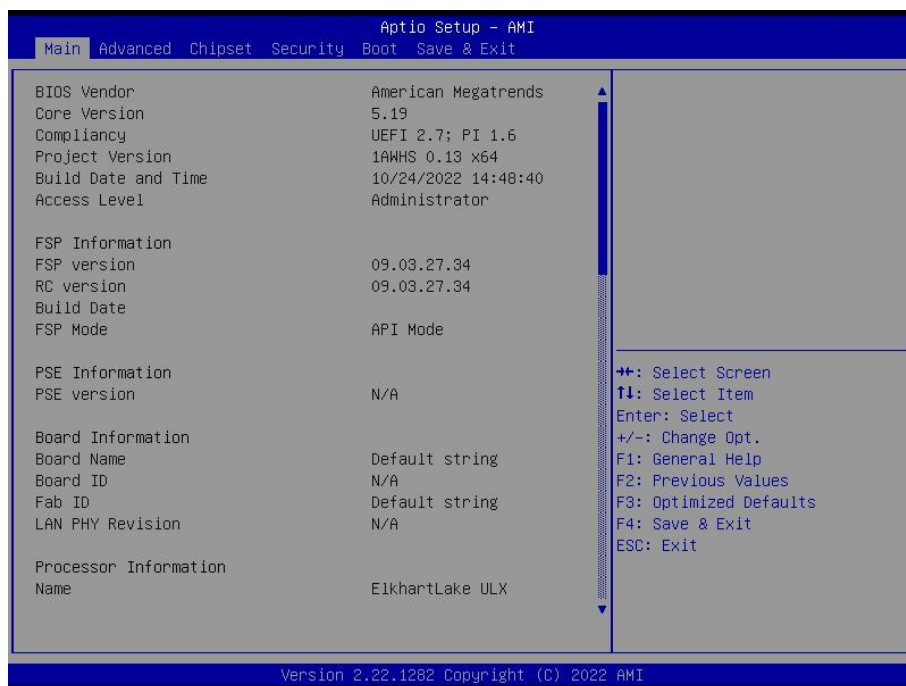 Aptio Setup – AMI
Main Advanced Chipset Security Boot Save & Exit
BIOS Vendor American Megatrends
Core Version 5.19
Compliancy UEFI 2.7; PI 1.6
Project Version 1AWHS 0.13 x64
Build Date and Time 10/24/2022 14:48:40
Access Level Administrator
FSP Information
FSP version 09.03.27.34
RC version 09.03.27.34
Build Date
FSP Mode API Mode
PSE Information
PSE version N/A
Board Information
Board Name Default string
Board ID N/A
Fab ID Default string
LAN PHY Revision N/A
Processor Information
Name ElkhartLake ULX
→←: Select Screen
↑↓: Select Item
Enter: Select
+/-: Change Opt.
F1: General Help
F2: Previous Values
F3: Optimized Defaults
F4: Save & Exit
ESC: Exit
Version 2.22.1282 Copyright (C) 2022 AMI